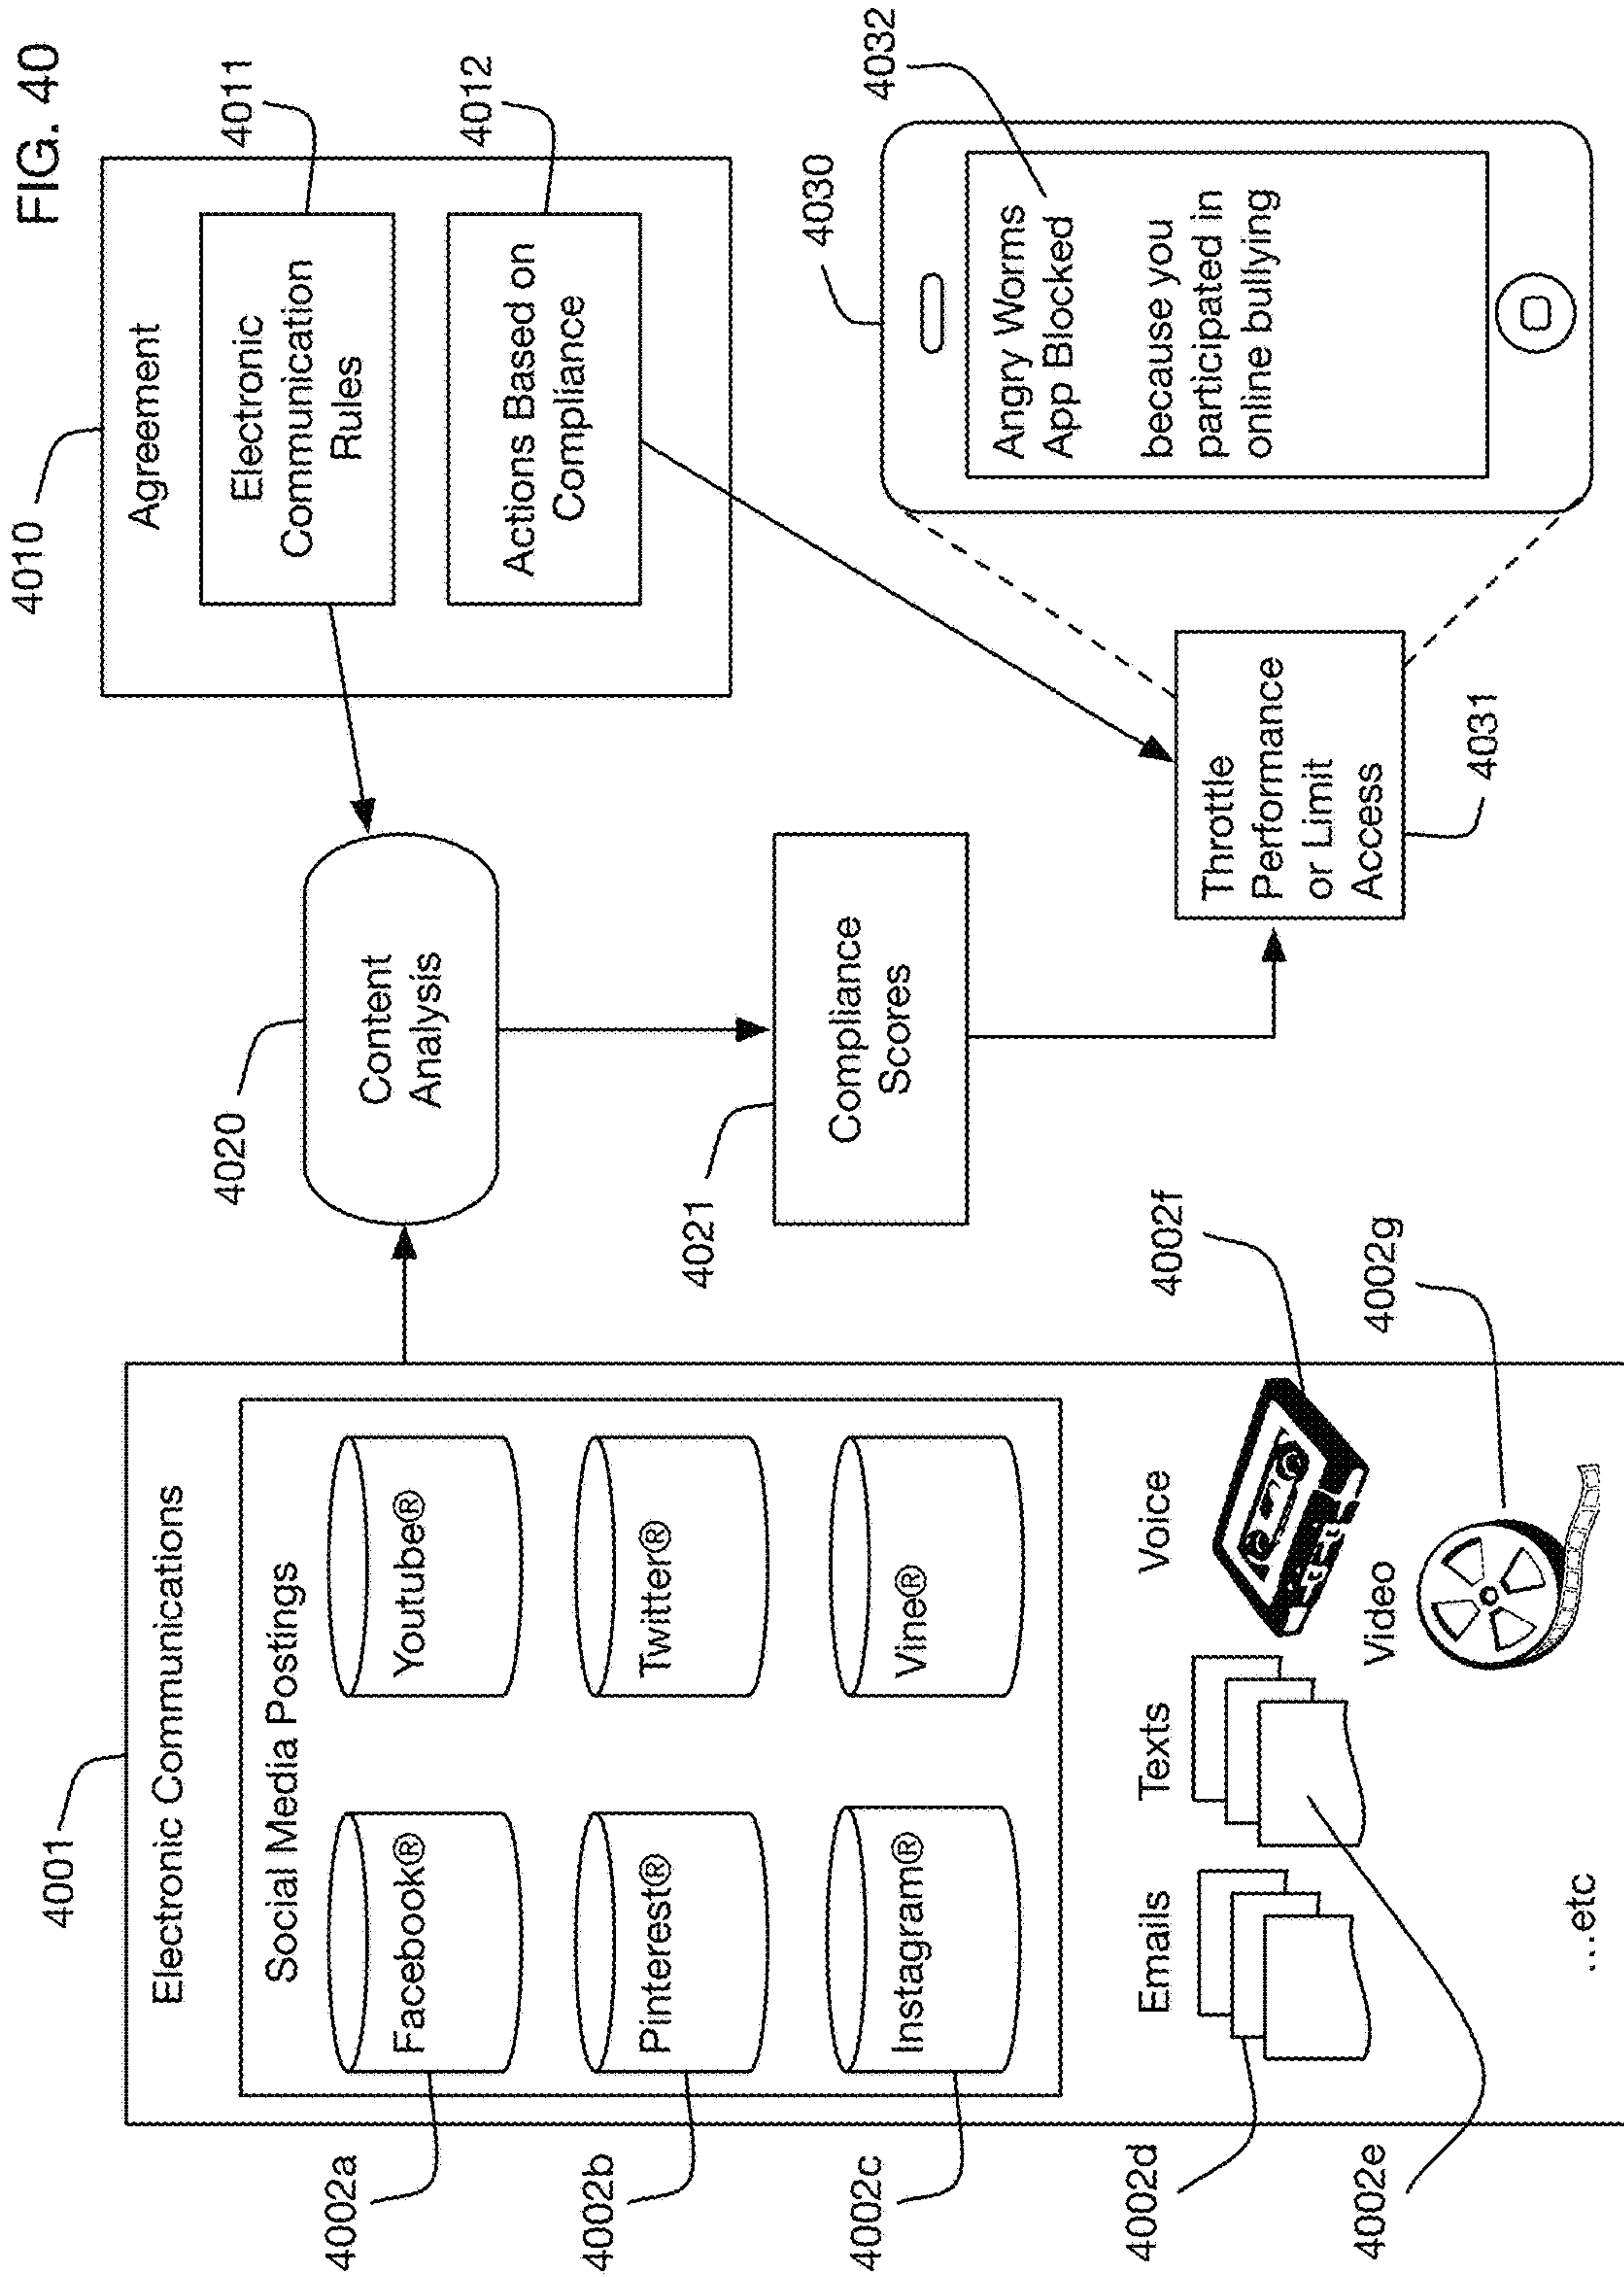 FIG. 40
4001
Electronic Communications
Social Media Postings
Facebook®
Youtube®
Pinterest®
Twitter®
Instagram®
Vine®
4002a
4002b
4002c
Emails
Texts
Voice
Video
...etc
4002d
4002e
4002f
4002g
4020
Content
Analysis
4021
Compliance
Scores
4010
Agreement
Electronic
Communication
Rules
4011
Actions Based on
Compliance
4012
Throttle
Performance
or Limit
Access
4031
4030
Angry Worms
App Blocked
because you
participated in
online bullying
4032